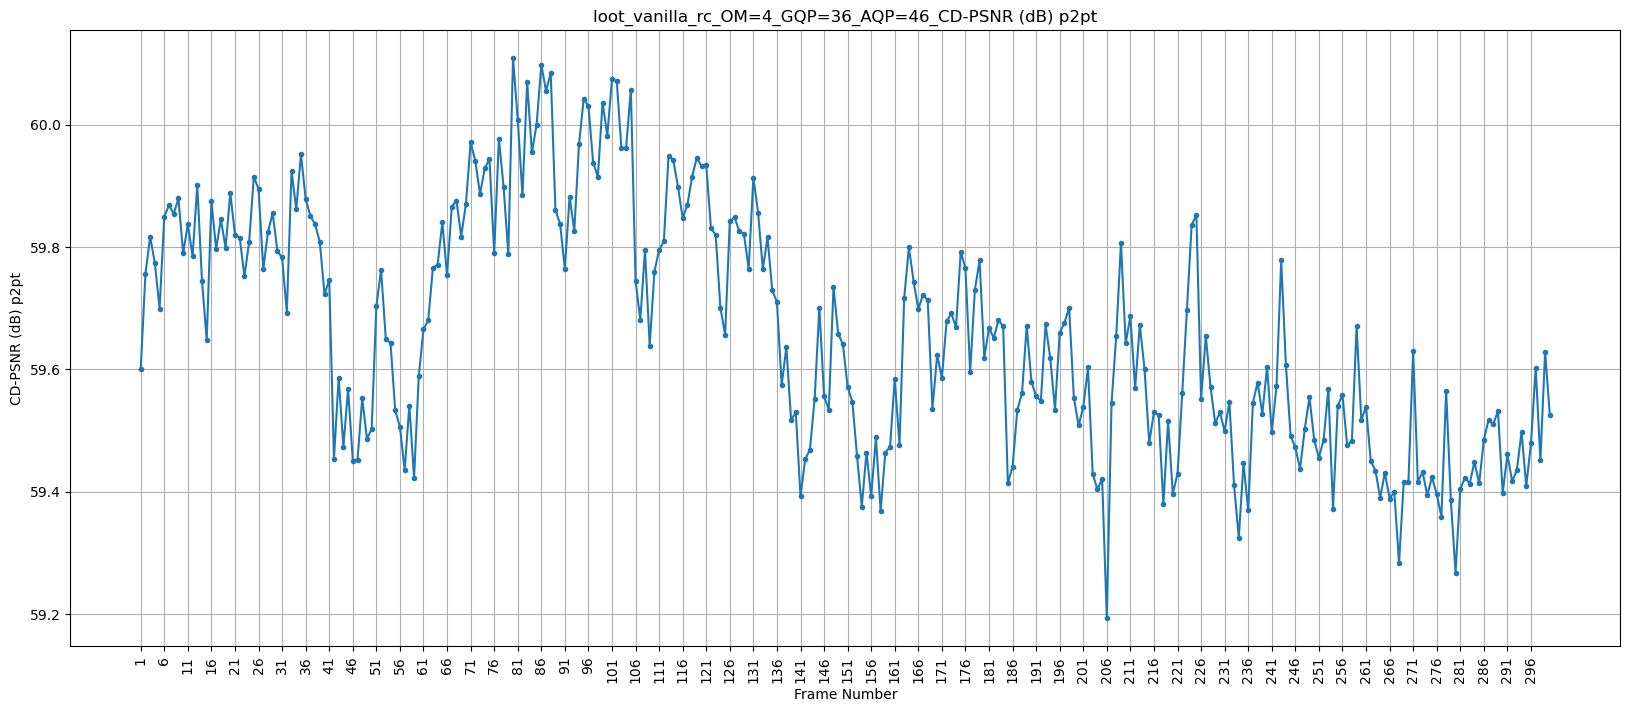 loot_vanilla_rc_OM=4_GQP=36_AQP=46_CD-PSNR (dB) p2pt
CD-PSNR (dB) p2pt
60.0
59.8
59.6
59.4
59.2
1 6 11 16 21 26 31 36 41 46 51 56 61 66 71 76 81 86 91 96 101 106 111 116 121 126 131 136 141 146 151 156 161 166 171 176 181 186 191 196 201 206 211 216 221 226 231 236 241 246 251 256 261 266 271 276 281 286 291 296
Frame Number